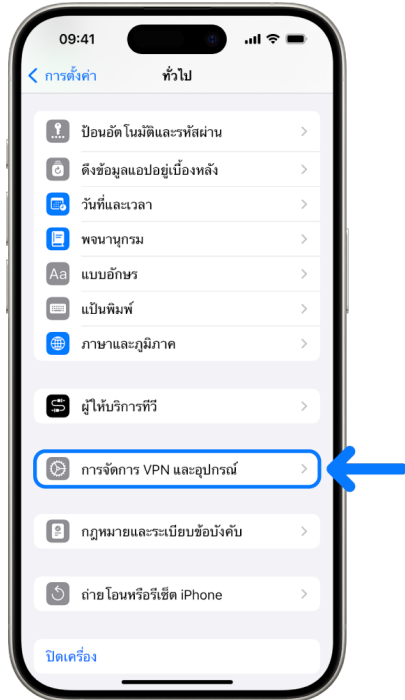 09:41
การตั้งค่า
ทั่วไป
ป้อนอัตโนมัติและรหัสผ่าน
ดึงข้อมูลแอปอยู่เบื้องหลัง
วันที่และเวลา
พจนานุกรม
Aa แบบอักษร
แป้นพิมพ์
ภาษาและภูมิภาค
ผู้ให้บริการทีวี
การจัดการ VPN และอุปกรณ์
กฎหมายและระเบียบข้อบังคับ
ถ่ายโอนหรือรีเซ็ต iPhone
ปิดเครื่อง